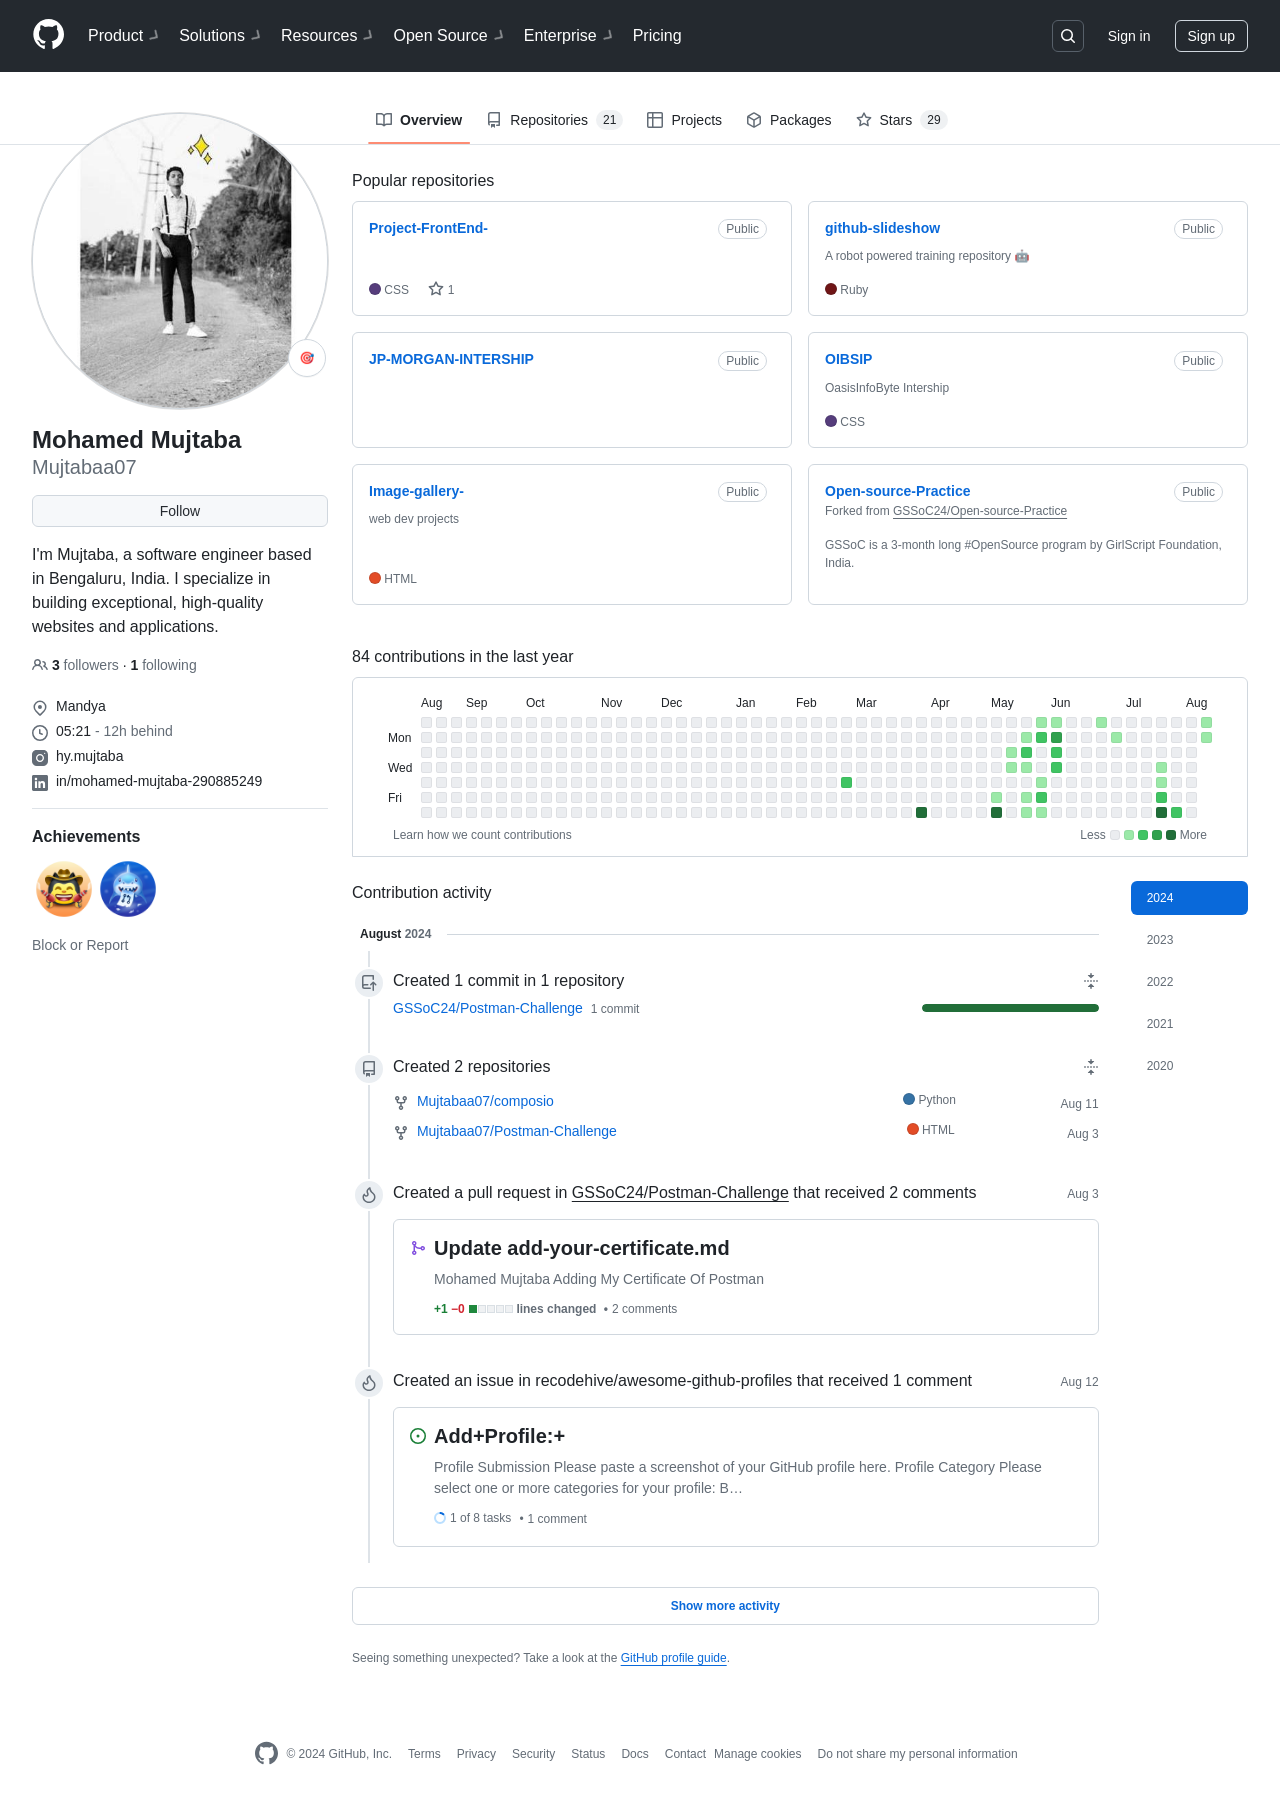 Product Solutions Resources Open Source Enterprise Pricing Sign in Sign up
Overview Repositories 21 Projects Packages Stars 29
Mohamed Mujtaba
Mujtabaa07
Follow
I'm Mujtaba, a software engineer based
in Bengaluru, India. I specialize in
building exceptional, high-quality
websites and applications.
3 followers · 1 following
Mandya
05:21 - 12h behind
hy.mujtaba
in/mohamed-mujtaba-290885249
Achievements
Block or Report
Popular repositories
Project-FrontEnd- Public
CSS 1
github-slideshow Public
A robot powered training repository 🤖
Ruby
JP-MORGAN-INTERSHIP Public
OIBSIP Public
OasisInfoByte Intership
CSS
Image-gallery- Public
web dev projects
HTML
Open-source-Practice Public
Forked from GSSoC24/Open-source-Practice
GSSoC is a 3-month long #OpenSource program by GirlScript Foundation,
India.
84 contributions in the last year
Aug Sep Oct Nov Dec Jan Feb Mar Apr May Jun Jul Aug
Mon
Wed
Fri
Learn how we count contributions Less More
Contribution activity
2024
2023
2022
2021
2020
August 2024
Created 1 commit in 1 repository
GSSoC24/Postman-Challenge 1 commit
Created 2 repositories
Mujtabaa07/composio Python Aug 11
Mujtabaa07/Postman-Challenge HTML Aug 3
Created a pull request in GSSoC24/Postman-Challenge that received 2 comments Aug 3
Update add-your-certificate.md
Mohamed Mujtaba Adding My Certificate Of Postman
+1 −0 lines changed • 2 comments
Created an issue in recodehive/awesome-github-profiles that received 1 comment Aug 12
Add+Profile:+
Profile Submission Please paste a screenshot of your GitHub profile here. Profile Category Please
select one or more categories for your profile: B…
1 of 8 tasks • 1 comment
Show more activity
Seeing something unexpected? Take a look at the GitHub profile guide.
© 2024 GitHub, Inc. Terms Privacy Security Status Docs Contact Manage cookies Do not share my personal information